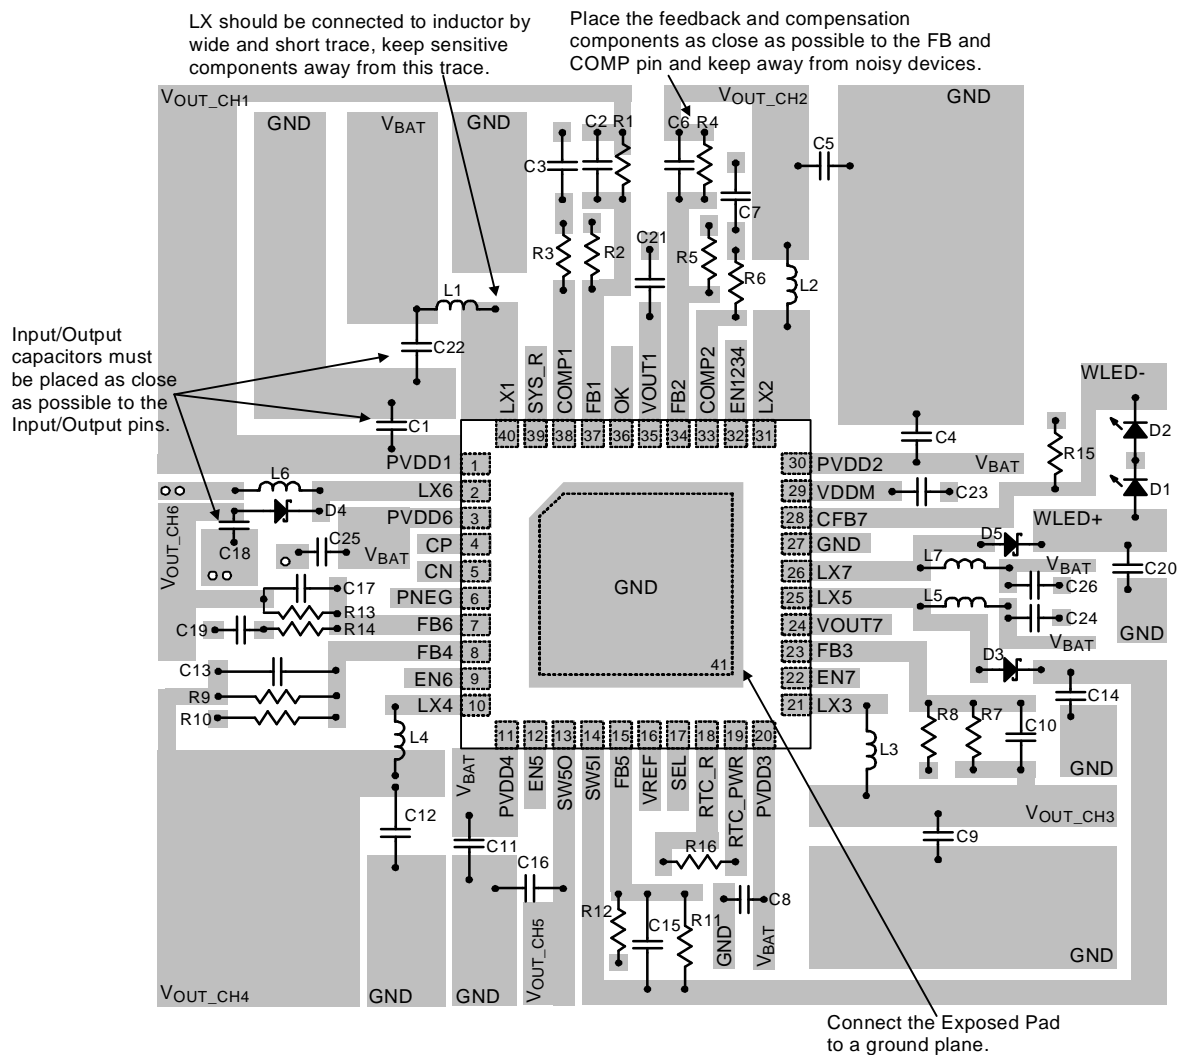 LX should be connected to inductor by
wide and short trace, keep sensitive
components away from this trace.
Place the feedback and compensation
components as close as possible to the FB and
COMP pin and keep away from noisy devices.
VOUT_CH1
GND
VBAT
GND
VOUT_CH2
GND
C2
R1
C6
R4
C3
C5
C7
R3
R2
C21
R5
R6
L2
L1
C22
Input/Output
capacitors must
be placed as close
as possible to the
Input/Output pins.
C1
LX1
SYS_R
COMP1
FB1
OK
VOUT1
FB2
COMP2
EN1234
LX2
40
39
38
37
36
35
34
33
32
31
WLED-
C4
R15
D2
D1
PVDD1
1
30
PVDD2
VBAT
L6
LX6
2
29
VDDM
C23
D4
PVDD6
3
28
CFB7
WLED+
VOUT_CH6
C18
C25
VBAT
CP
4
27
GND
D5
CN
5
26
LX7
L7
VBAT
C26
C20
C17
PNEG
6
25
LX5
L5
R13
C19
R14
FB6
7
24
VOUT7
C24
VBAT
GND
GND
C13
FB4
8
23
FB3
D3
R9
EN6
9
22
EN7
C14
R10
LX4
10
21
LX3
41
L4
R8
R7
C10
L3
GND
11
12
13
14
15
16
17
18
19
20
VBAT
PVDD4
EN5
SW5O
SW5I
FB5
VREF
SEL
RTC_R
RTC_PWR
PVDD3
C12
C11
C16
R16
VOUT_CH3
C9
C8
R12
C15
R11
GND
VBAT
VOUT_CH5
GND
VOUT_CH4
GND
GND
Connect the Exposed Pad
to a ground plane.